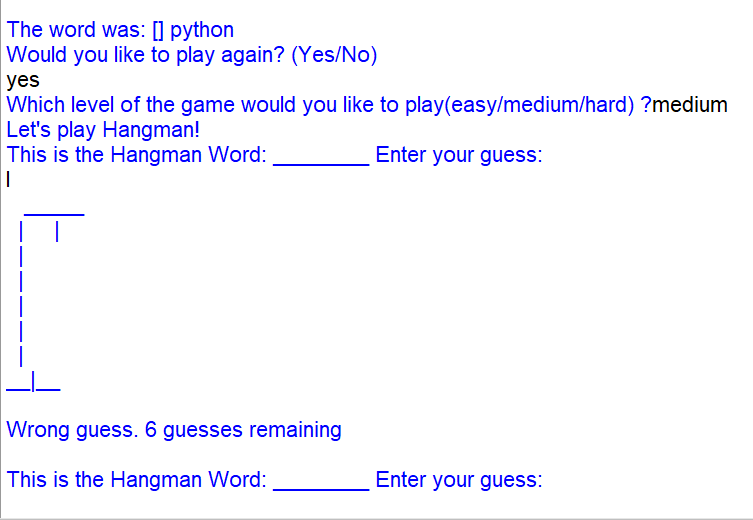 The word was: [] python
Would you like to play again? (Yes/No)
yes
Which level of the game would you like to play(easy/medium/hard) ?medium
Let's play Hangman!
This is the Hangman Word: ________ Enter your guess:
l
_____
|     |
|
|
|
|
|
__|__
Wrong guess. 6 guesses remaining
This is the Hangman Word: ________ Enter your guess: